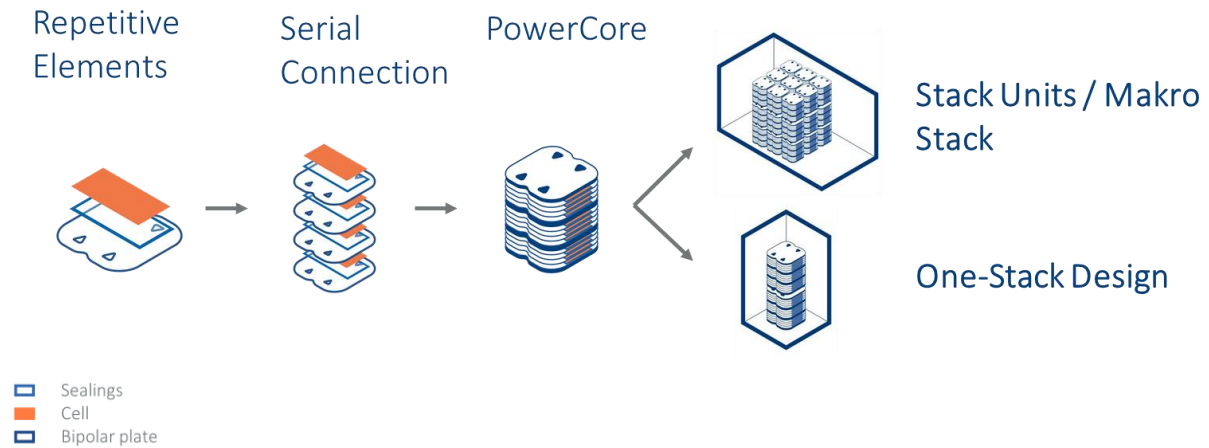 Repetitive
Elements
Serial
Connection
PowerCore
Stack Units / Makro
Stack
One-Stack Design
Sealings
Cell
Bipolar plate